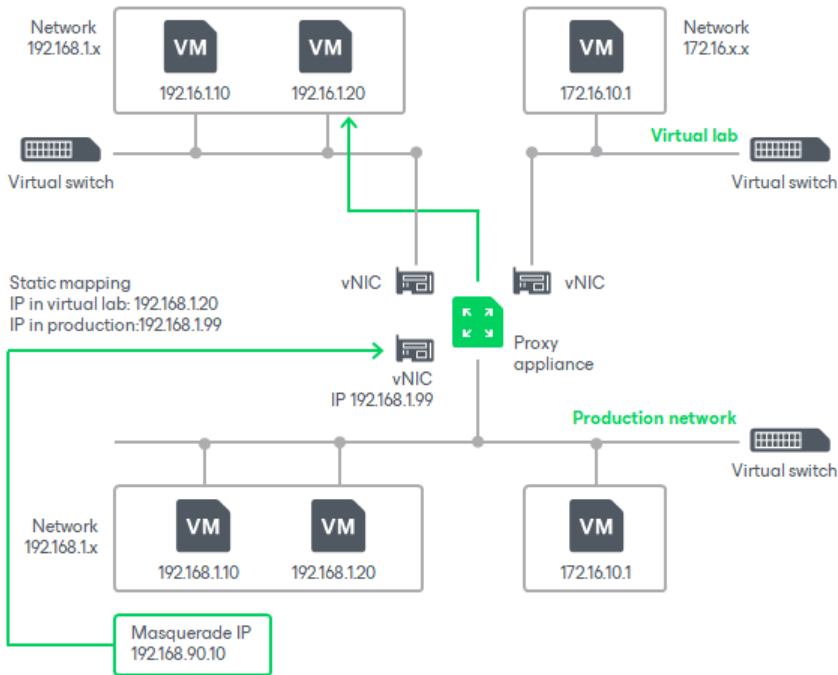 Network
192.168.1.x
VM
VM
192.16.1.10
192.16.1.20
VM
172.16.10.1
Network
172.16.x.x
Virtual lab
Virtual switch
Virtual switch
Static mapping
IP in virtual lab: 192.168.1.20
IP in production:192.168.1.99
vNIC
vNIC
Proxy
appliance
vNIC
IP 192.168.1.99
Production network
Virtual switch
Network
192.168.1.x
VM
VM
192.168.1.10
192.168.1.20
VM
172.16.10.1
Masquerade IP
192.168.90.10